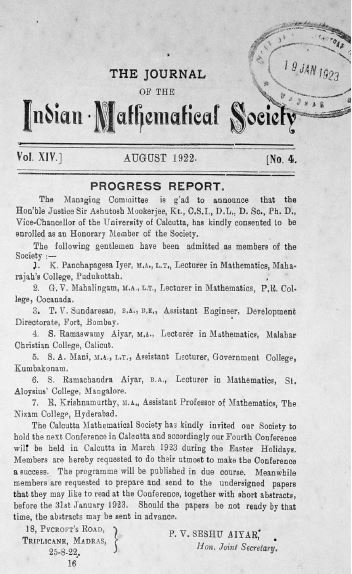 19 JAN 1923
THE JOURNAL
OF THE
Indian Mathematical Society
Vol. XIV.] AUGUST 1922. [No. 4.
PROGRESS REPORT.
The Managing Committee is g'ad to announce that the
Hon'ble Justice Sir Ashutosh Mookerjee, Kt., C.S.I., D.L., D. Sc., Ph. D.,
Vice-Chancellor of the University of Calcutta, has kindly consented to be
enrolled as an Honorary Member of the Society.
The following gentlemen have been admitted as members of the
Society :—
1. K. Panchapagesa Iyer, M.A., L.T., Lecturer in Mathematics, Maha-
rajah's College, Pudukottah.
2. G. V. Mahalingam, M.A., L.T., Lecturer in Mathematics, P.R. Col-
lege, Cocanada.
3. T. V. Sundaresan, B.A., B.E., Assistant Engineer, Development
Directorate, Fort, Bombay.
4. S. Ramaswamy Aiyar, M.A., Lecturer in Mathematics, Malabar
Christian College, Calicut.
5. S. A. Mani, M.A., L.T., Assistant Lecturer, Government College,
Kumbakonam.
6. S. Ramachandra Aiyar, B.A., Lecturer in Mathematics, St.
Aloysius' College, Mangalore.
7. R. Krishnamurthy, M.A., Assistant Professor of Mathematics, The
Nizam College, Hyderabad.
The Calcutta Mathematical Society has kindly invited our Society to
hold the next Conference in Calcutta and accordingly our Fourth Conference
will be held in Calcutta in March 1923 during the Easter Holidays.
Members are hereby requested to do their utmost to make the Conference
a success. The programme will be published in due course. Meanwhile
members are requested to prepare and send to the undersigned papers
that they may like to read at the Conference, together with short abstracts,
before the 31st January 1923. Should the papers be not ready by that
time, the abstracts may be sent in advance.
18, PYCROFT'S ROAD,
TRIPLICANE, MADRAS,
25-8-22,
P. V. SESHU AIYAR,
Hon. Joint Secretary.
16